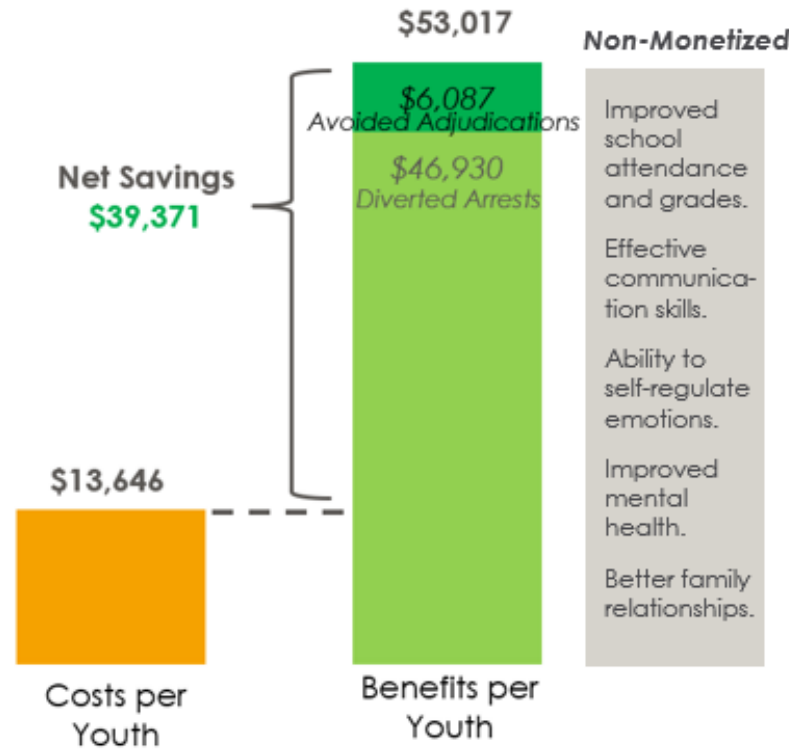 $53,017
Non-Monetized
$6,087
Avoided Adjudications
$46,930
Diverted Arrests
Net Savings
$39,371
$13,646
Costs per
Youth
Benefits per
Youth
Improved
school
attendance
and grades.
Effective
communica-
tion skills.
Ability to
self-regulate
emotions.
Improved
mental
health.
Better family
relationships.